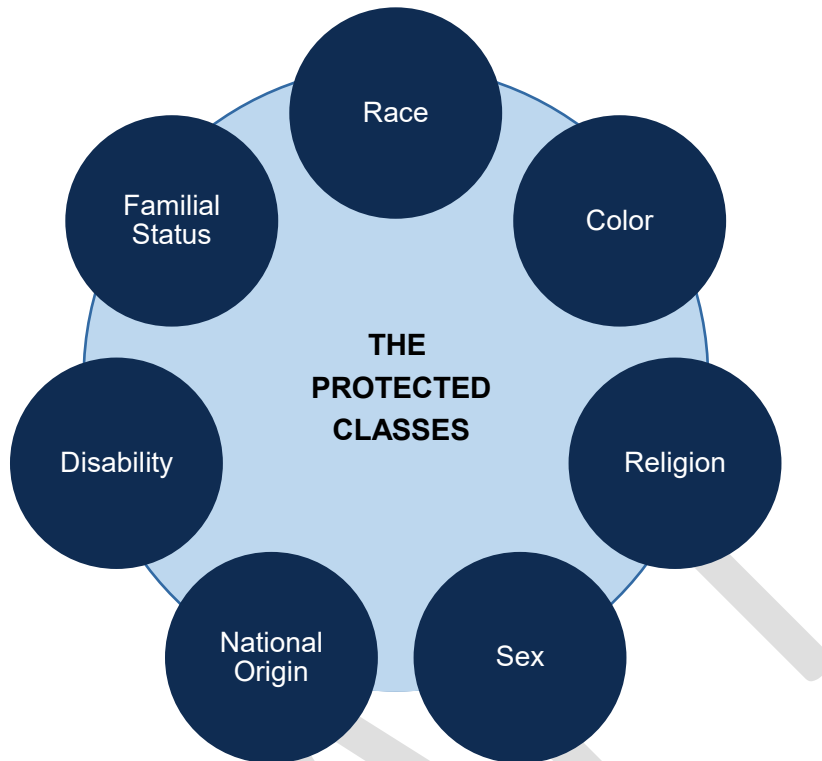 Race
Color
Religion
Sex
National
Origin
Disability
Familial
Status
THE
PROTECTED
CLASSES